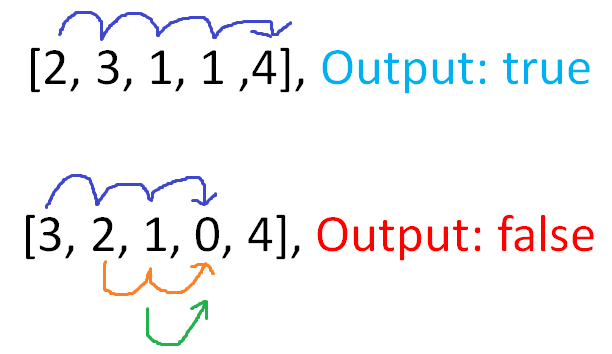 [2, 3, 1, 1 ,4], Output: true
[3, 2, 1, 0, 4], Output: false